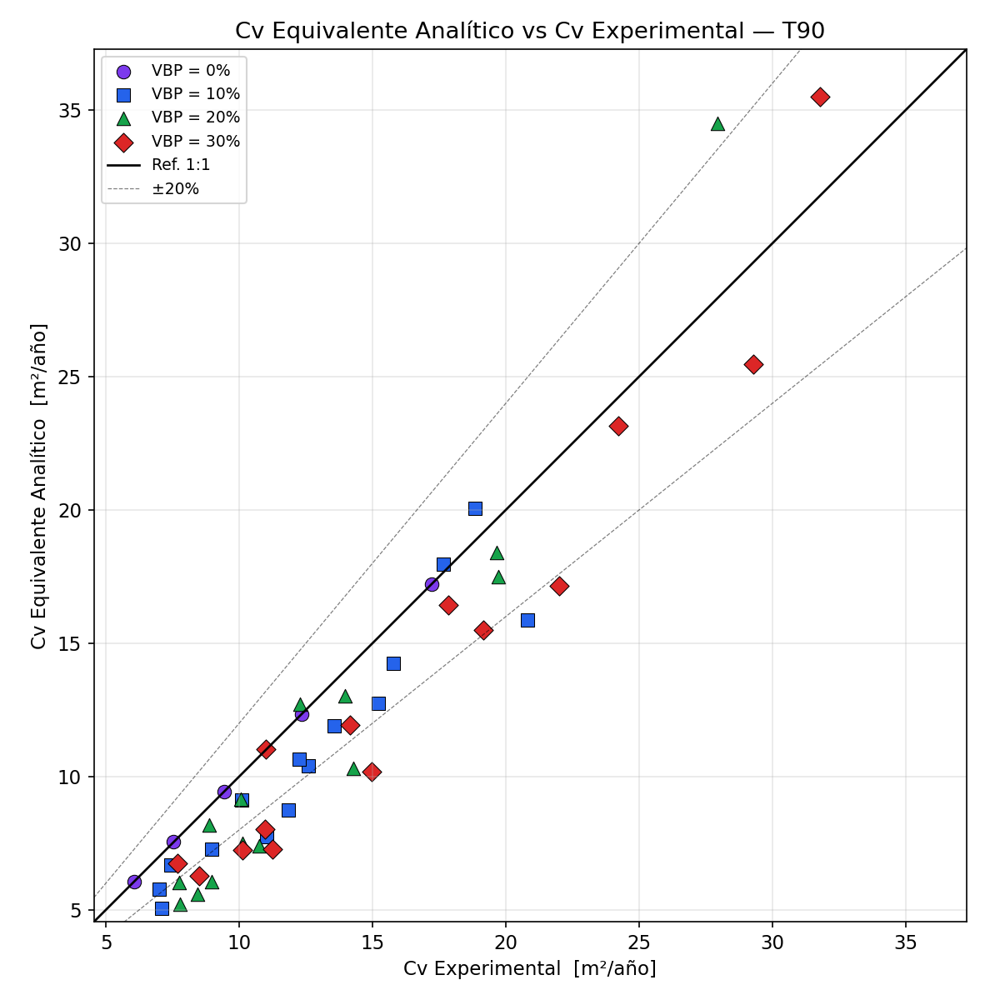 Cv Equivalente Analítico vs Cv Experimental — T90
VBP = 0%
VBP = 10%
VBP = 20%
VBP = 30%
Ref. 1:1
±20%
Cv Equivalente Analítico  [m²/año]
35
30
25
20
15
10
5
5 10 15 20 25 30 35
Cv Experimental  [m²/año]